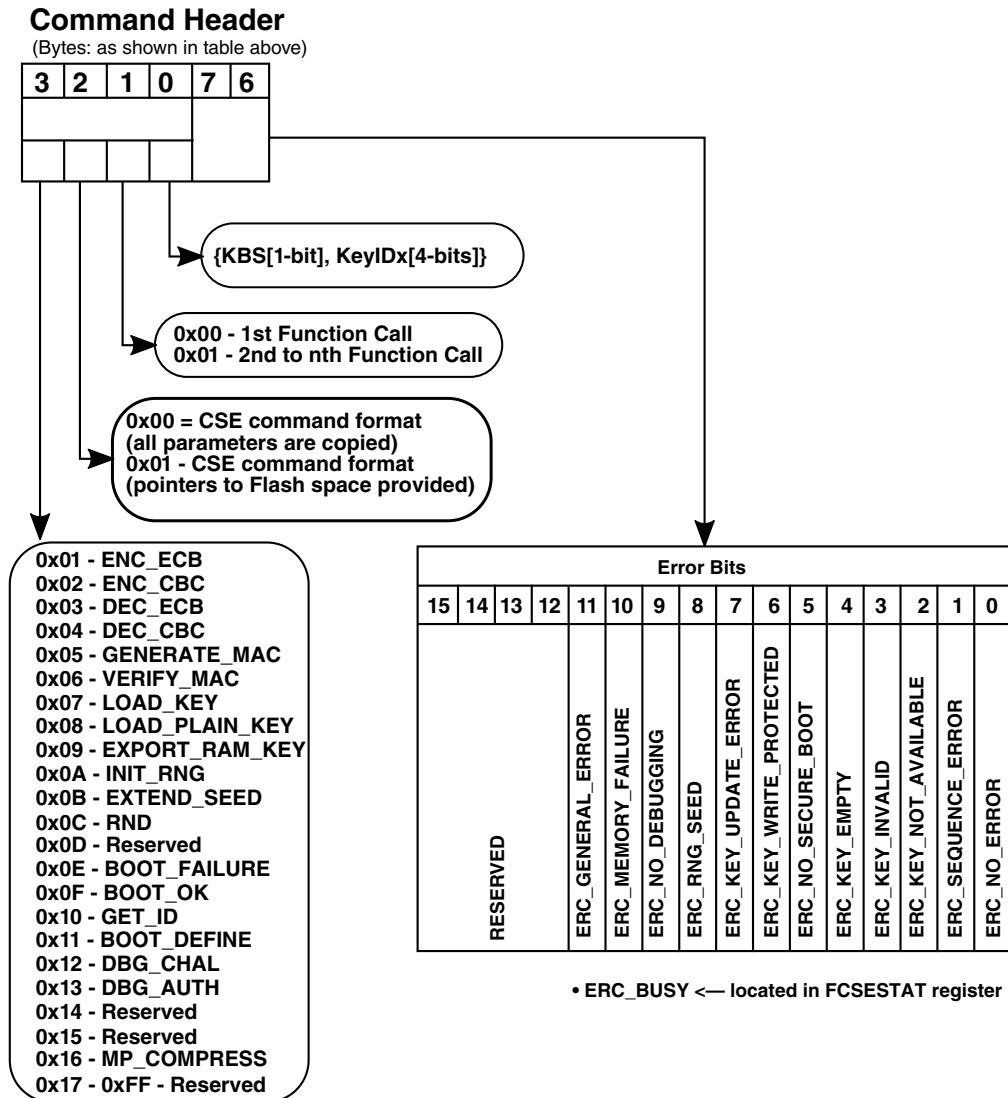 Command Header
(Bytes: as shown in table above)
3 2 1 0 7 6
{KBS[1-bit], KeyIDx[4-bits]}
0x00 - 1st Function Call
0x01 - 2nd to nth Function Call
0x00 = CSE command format
(all parameters are copied)
0x01 - CSE command format
(pointers to Flash space provided)
0x01 - ENC_ECB
0x02 - ENC_CBC
0x03 - DEC_ECB
0x04 - DEC_CBC
0x05 - GENERATE_MAC
0x06 - VERIFY_MAC
0x07 - LOAD_KEY
0x08 - LOAD_PLAIN_KEY
0x09 - EXPORT_RAM_KEY
0x0A - INIT_RNG
0x0B - EXTEND_SEED
0x0C - RND
0x0D - Reserved
0x0E - BOOT_FAILURE
0x0F - BOOT_OK
0x10 - GET_ID
0x11 - BOOT_DEFINE
0x12 - DBG_CHAL
0x13 - DBG_AUTH
0x14 - Reserved
0x15 - Reserved
0x16 - MP_COMPRESS
0x17 - 0xFF - Reserved
Error Bits
15 14 13 12 11 10 9 8 7 6 5 4 3 2 1 0
RESERVED
ERC_GENERAL_ERROR
ERC_MEMORY_FAILURE
ERC_NO_DEBUGGING
ERC_RNG_SEED
ERC_KEY_UPDATE_ERROR
ERC_KEY_WRITE_PROTECTED
ERC_NO_SECURE_BOOT
ERC_KEY_EMPTY
ERC_KEY_INVALID
ERC_KEY_NOT_AVAILABLE
ERC_SEQUENCE_ERROR
ERC_NO_ERROR
• ERC_BUSY <— located in FCSESTAT register